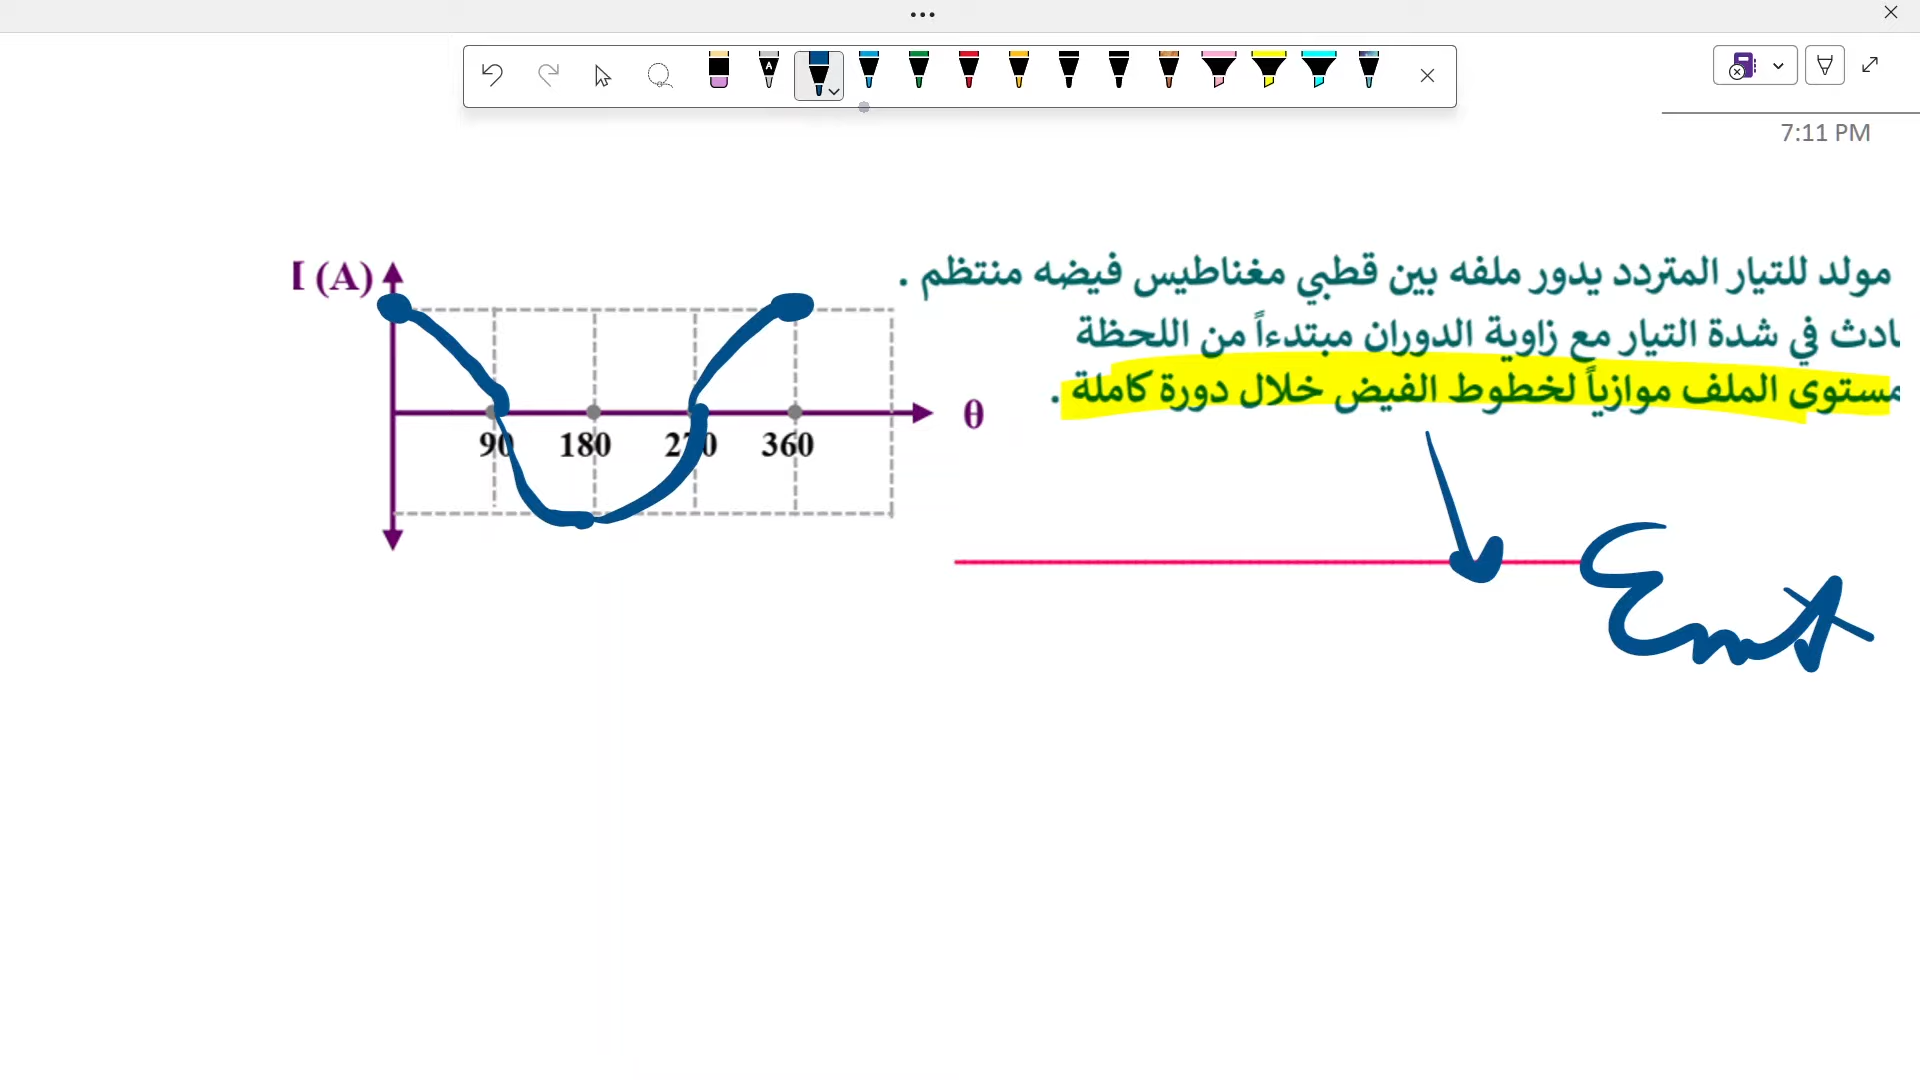 7:11 PM
مولد للتيار المتردد يدور ملفه بين قطبي مغناطيس فيضه منتظم .
ادث في شدة التيار مع زاوية الدوران مبتدءاً من اللحظة
مستوى الملف موازياً لخطوط الفيض خلال دورة كاملة .
I (A)
θ
90 180 270 360